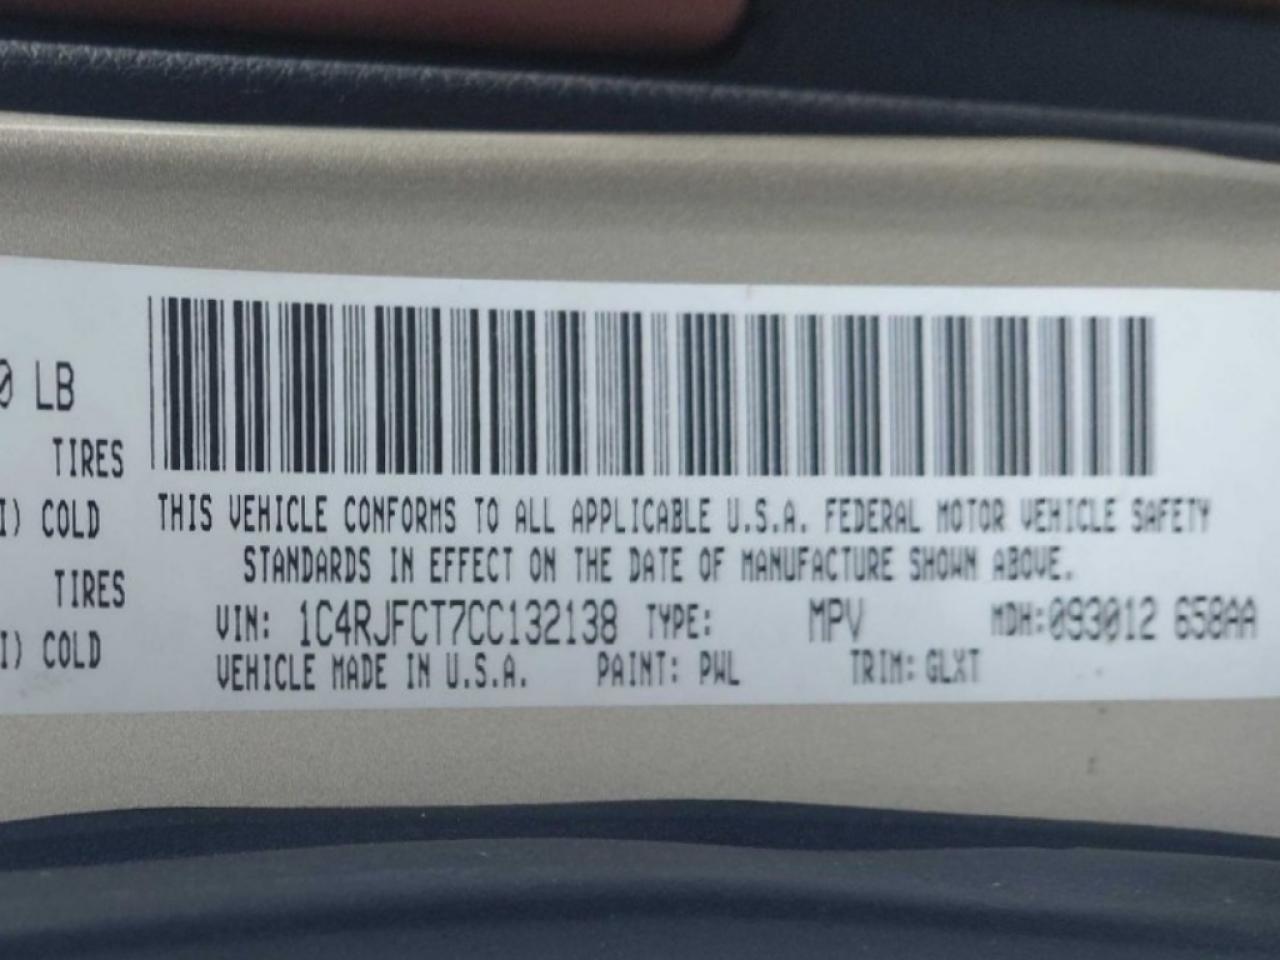 0 LB
TIRES
I) COLD
TIRES
I) COLD
THIS VEHICLE CONFORMS TO ALL APPLICABLE U.S.A. FEDERAL MOTOR VEHICLE SAFETY
STANDARDS IN EFFECT ON THE DATE OF MANUFACTURE SHOWN ABOVE.
VIN: 1C4RJFCT7CC132138 TYPE: MPV MDH:093012 658AA
VEHICLE MADE IN U.S.A. PAINT: PWL TRIM: GLXT